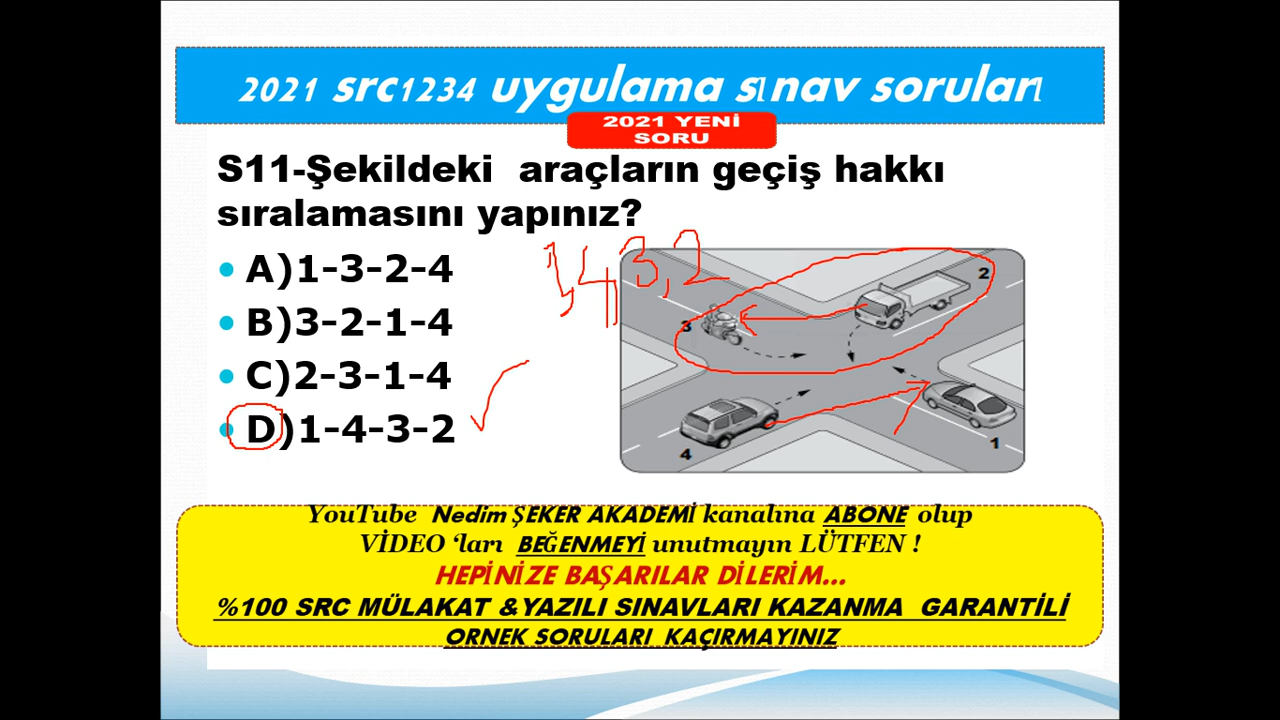 2021 src1234 uygulama sınav soruları
2021 YENİ
SORU
S11-Şekildeki araçların geçiş hakkı
sıralamasını yapınız?
A)1-3-2-4
B)3-2-1-4
C)2-3-1-4
D)1-4-3-2
1,4,3,2
2
3
1
4
YouTube Nedim ŞEKER AKADEMİ kanalına ABONE olup
VİDEO ‘ları BEĞENMEYİ unutmayın LÜTFEN !
HEPİNİZE BAŞARILAR DİLERİM...
%100 SRC MÜLAKAT &YAZILI SINAVLARI KAZANMA GARANTİLİ
ORNEK SORULARI KAÇIRMAYINIZ